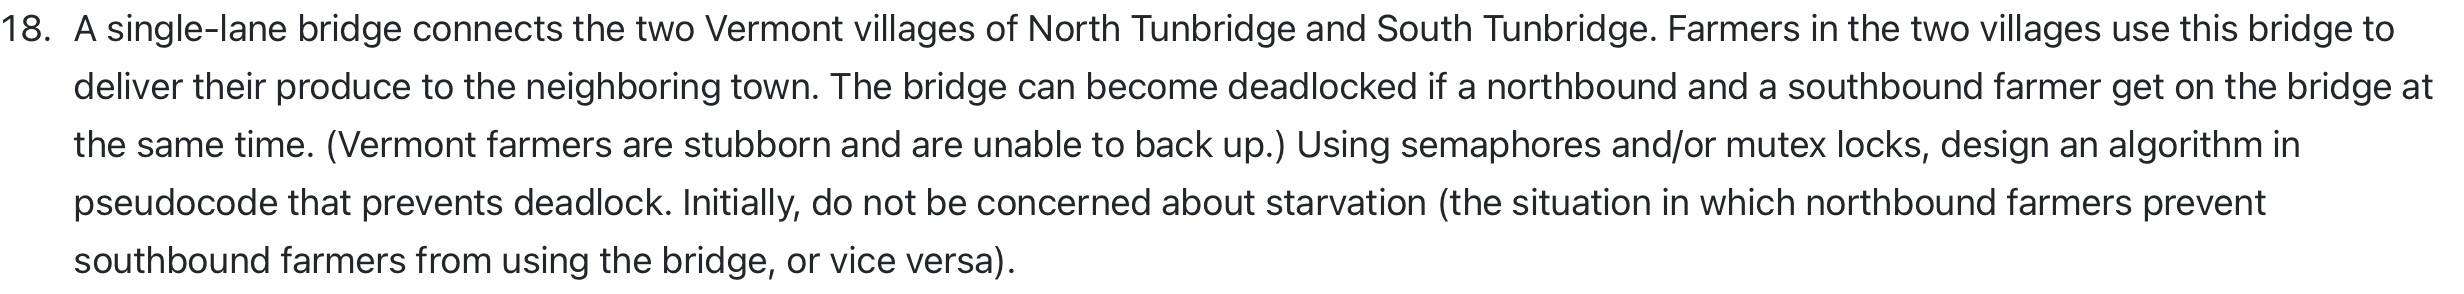 18. A single-lane bridge connects the two Vermont villages of North Tunbridge and South Tunbridge. Farmers in the two villages use this bridge to
deliver their produce to the neighboring town. The bridge can become deadlocked if a northbound and a southbound farmer get on the bridge at
the same time. (Vermont farmers are stubborn and are unable to back up.) Using semaphores and/or mutex locks, design an algorithm in
pseudocode that prevents deadlock. Initially, do not be concerned about starvation (the situation in which northbound farmers prevent
southbound farmers from using the bridge, or vice versa).